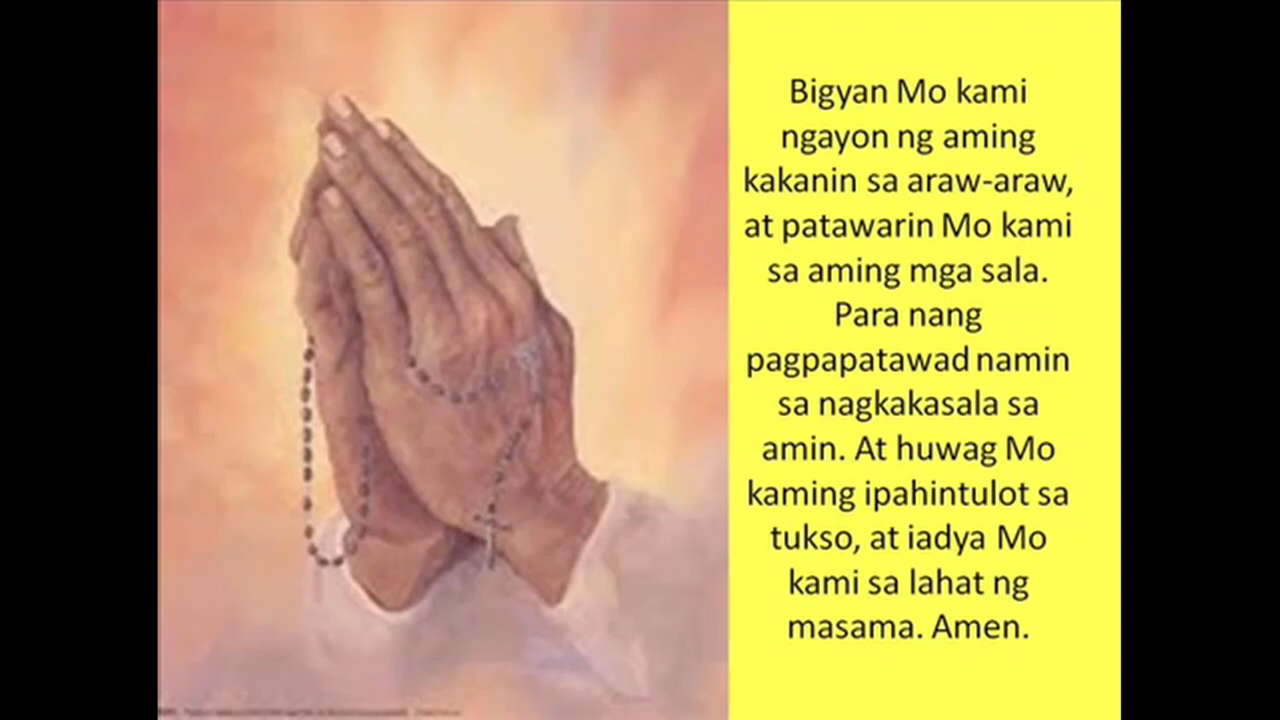 Bigyan Mo kami
ngayon ng aming
kakanin sa araw-araw,
at patawarin Mo kami
sa aming mga sala.
Para nang
pagpapatawad namin
sa nagkakasala sa
amin. At huwag Mo
kaming ipahintulot sa
tukso, at iadya Mo
kami sa lahat ng
masama. Amen.